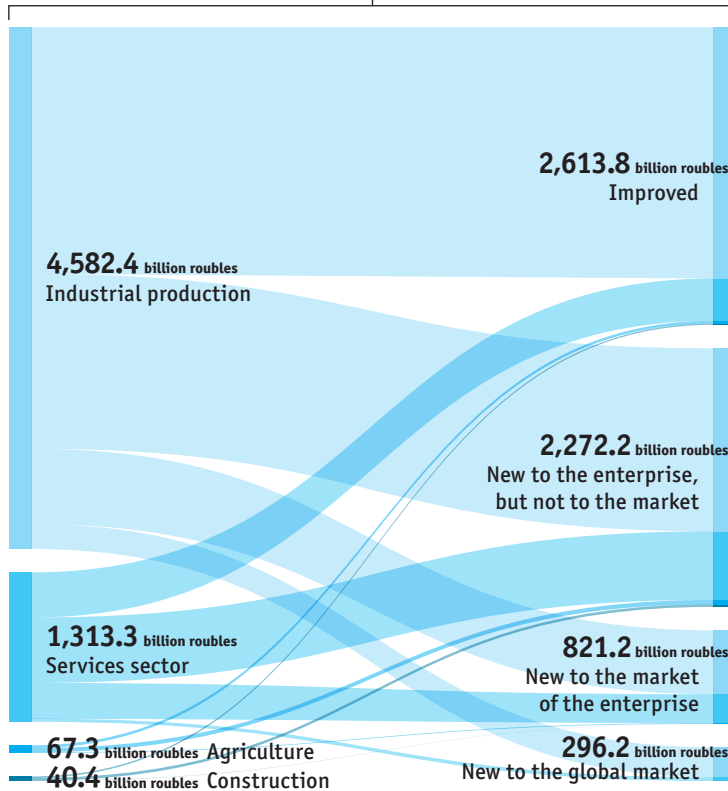 4,582.4 billion roubles
Industrial production
1,313.3 billion roubles
Services sector
67.3 billion roubles Agriculture
40.4 billion roubles Construction
2,613.8 billion roubles
Improved
2,272.2 billion roubles
New to the enterprise,
but not to the market
821.2 billion roubles
New to the market
of the enterprise
296.2 billion roubles
New to the global market